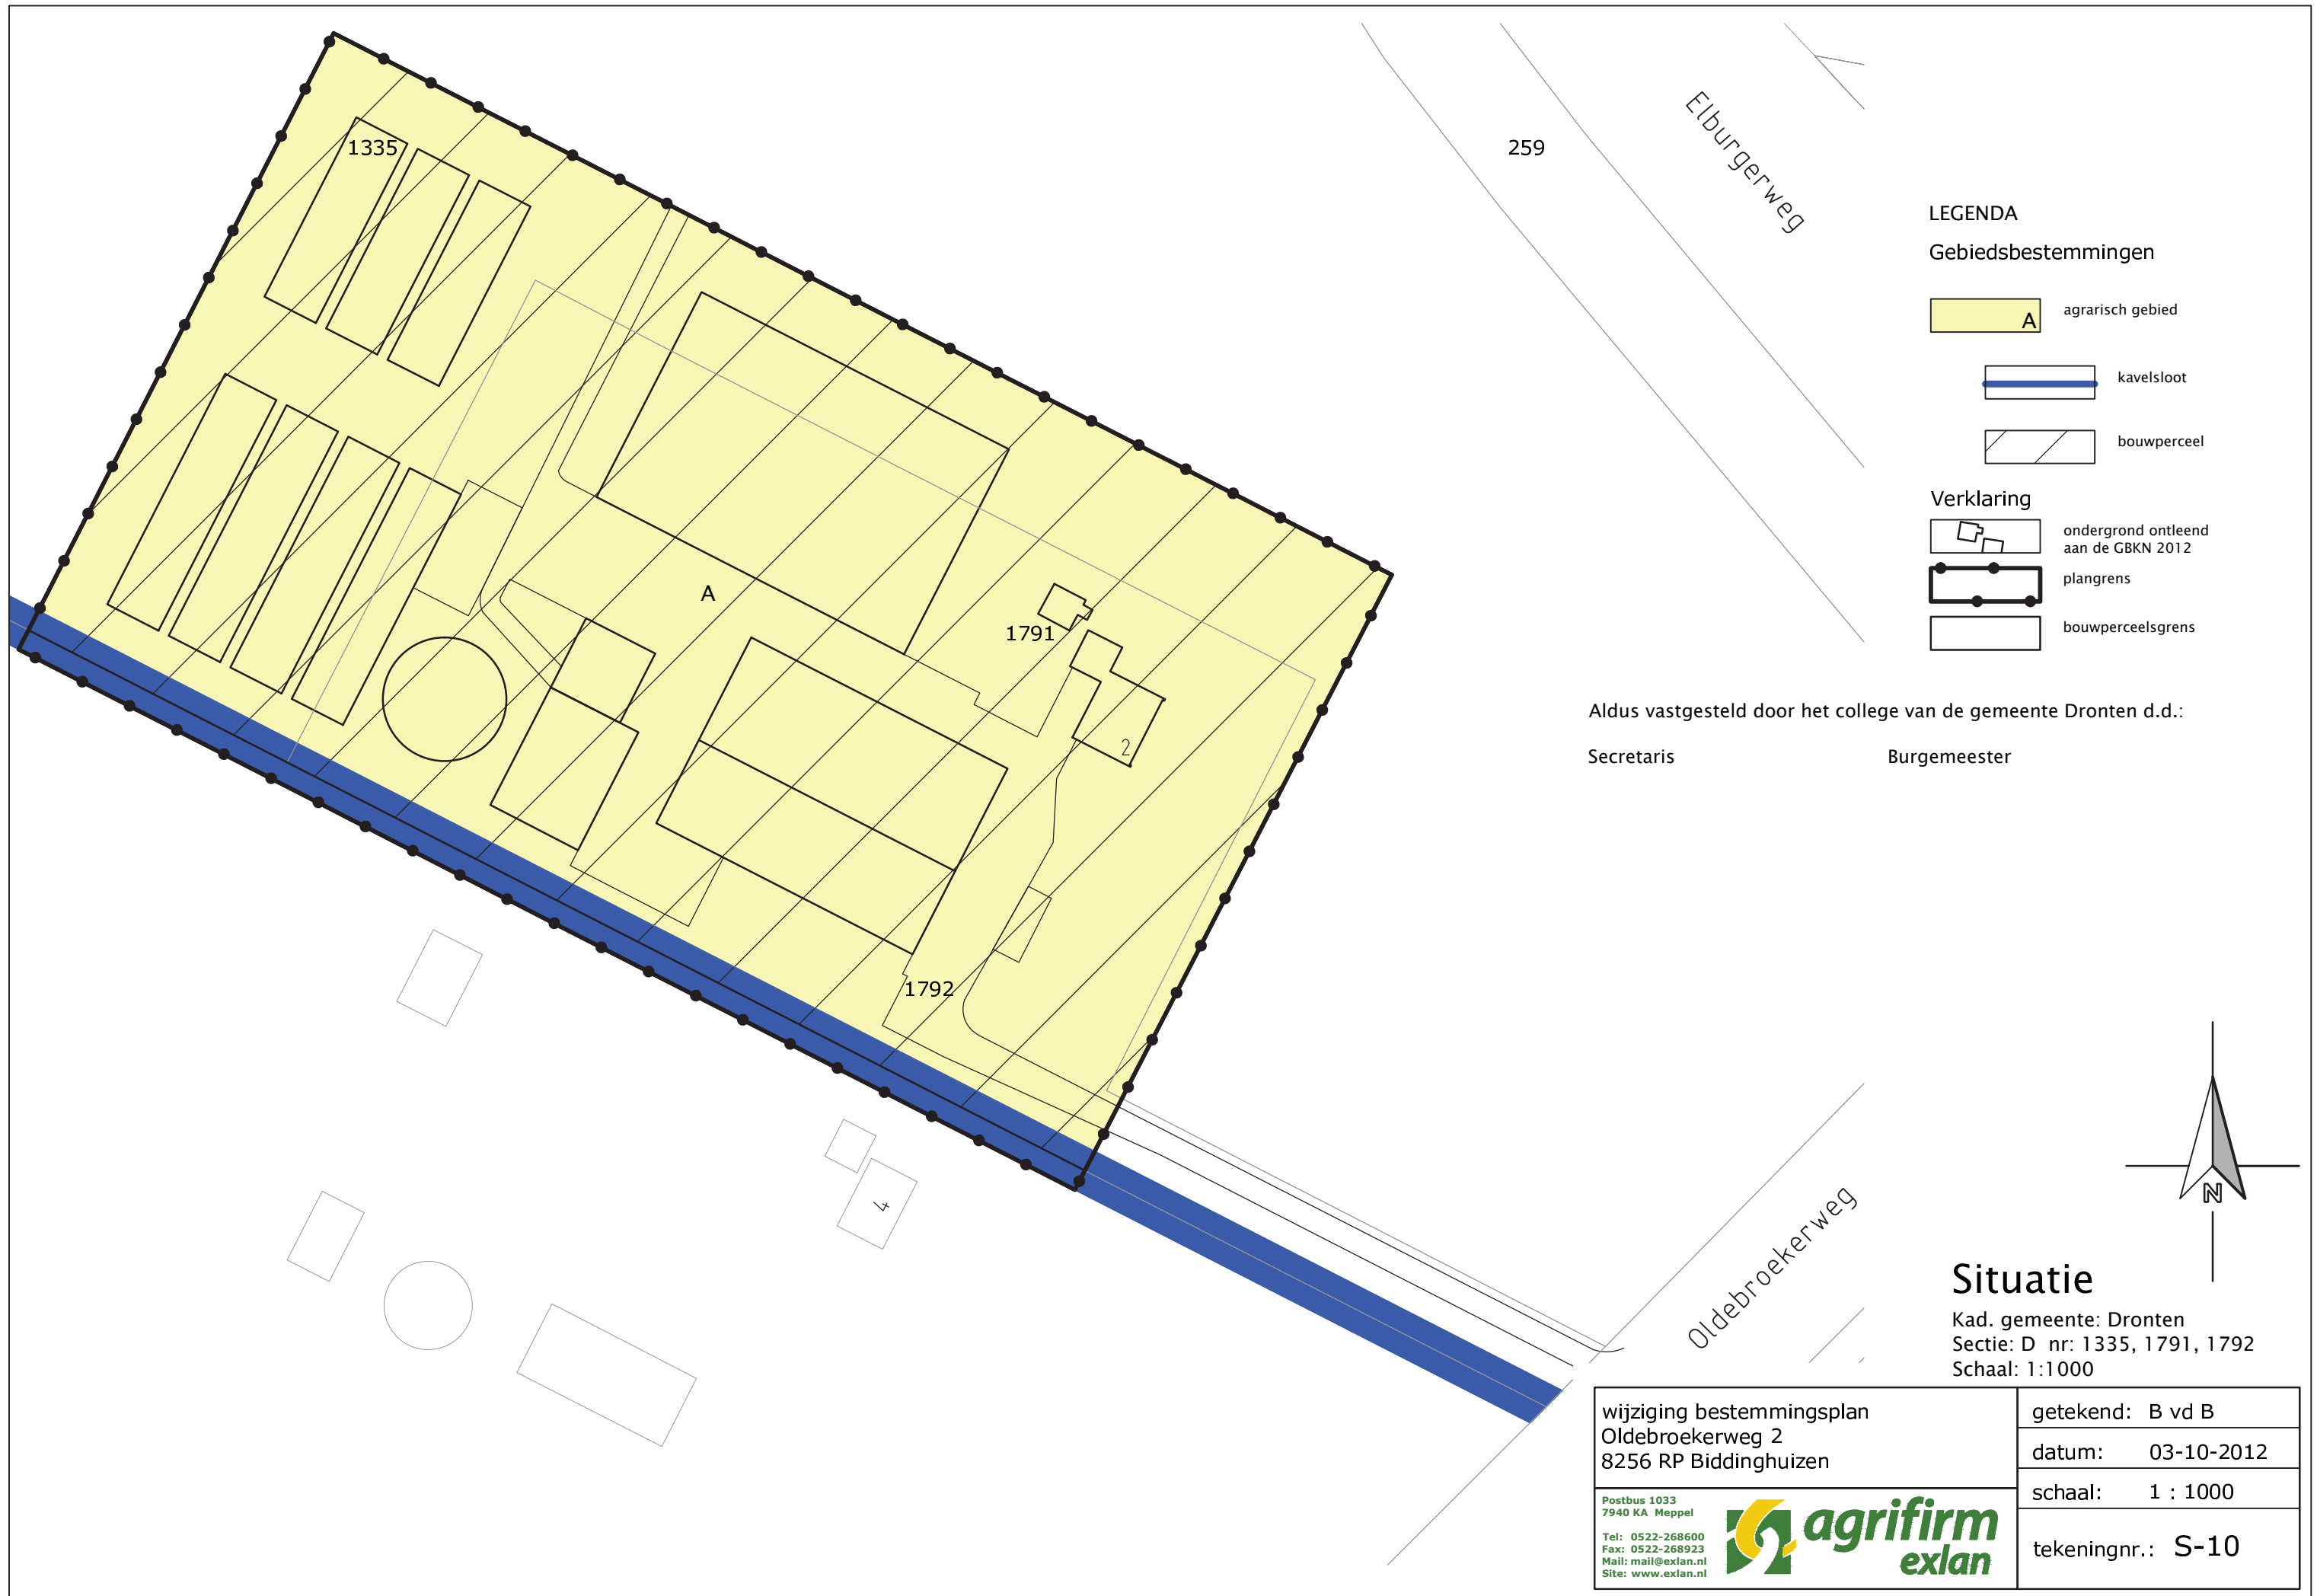 1335
259
Elburgerweg
A
1791
2
1792
4
Oldebroekerweg
LEGENDA
Gebiedsbestemmingen
A
agrarisch gebied
kavelsloot
bouwperceel
Verklaring
ondergrond ontleend
aan de GBKN 2012
plangrens
bouwperceelsgrens
Aldus vastgesteld door het college van de gemeente Dronten d.d.:
Secretaris Burgemeester
N
Situatie
Kad. gemeente: Dronten
Sectie: D nr: 1335, 1791, 1792
Schaal: 1:1000
wijziging bestemmingsplan
Oldebroekerweg 2
8256 RP Biddinghuizen
getekend: B vd B
datum: 03-10-2012
schaal: 1 : 1000
tekeningnr.: S-10
Postbus 1033
7940 KA Meppel
Tel: 0522-268600
Fax: 0522-268923
Mail: mail@exlan.nl
Site: www.exlan.nl
agrifirm
exlan